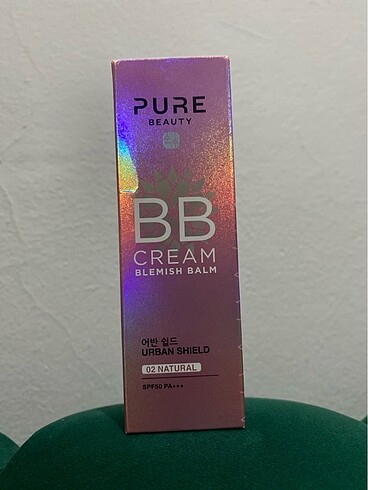 PURE
BEAUTY
BB
CREAM
BLEMISH BALM
어반 쉴드
URBAN SHIELD
02 NATURAL
SPF50 PA+++